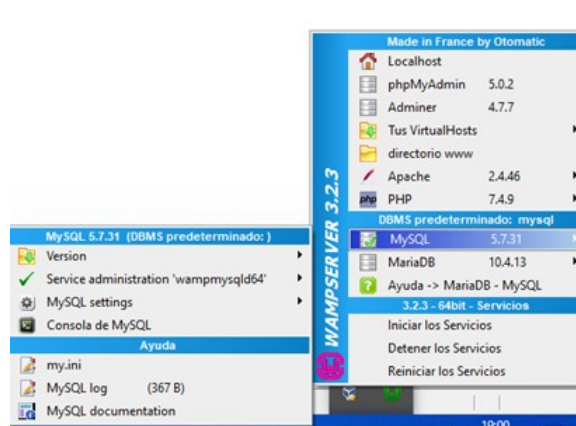 Made in France by Otomatic
Localhost
phpMyAdmin 5.0.2
Adminer 4.7.7
Tus VirtualHosts
directorio www
Apache 2.4.46
php PHP 7.4.9
DBMS predeterminado: mysql
MySQL 5.7.31
MariaDB 10.4.13
Ayuda -> MariaDB - MySQL
3.2.3 - 64bit - Servicios
Iniciar los Servicios
Detener los Servicios
Reiniciar los Servicios
WAMPSERVER 3.2.3
MySQL 5.7.31 (DBMS predeterminado: )
Version
Service administration 'wampmysqld64'
MySQL settings
Consola de MySQL
Ayuda
my.ini
MySQL log (367 B)
MySQL documentation
19:00